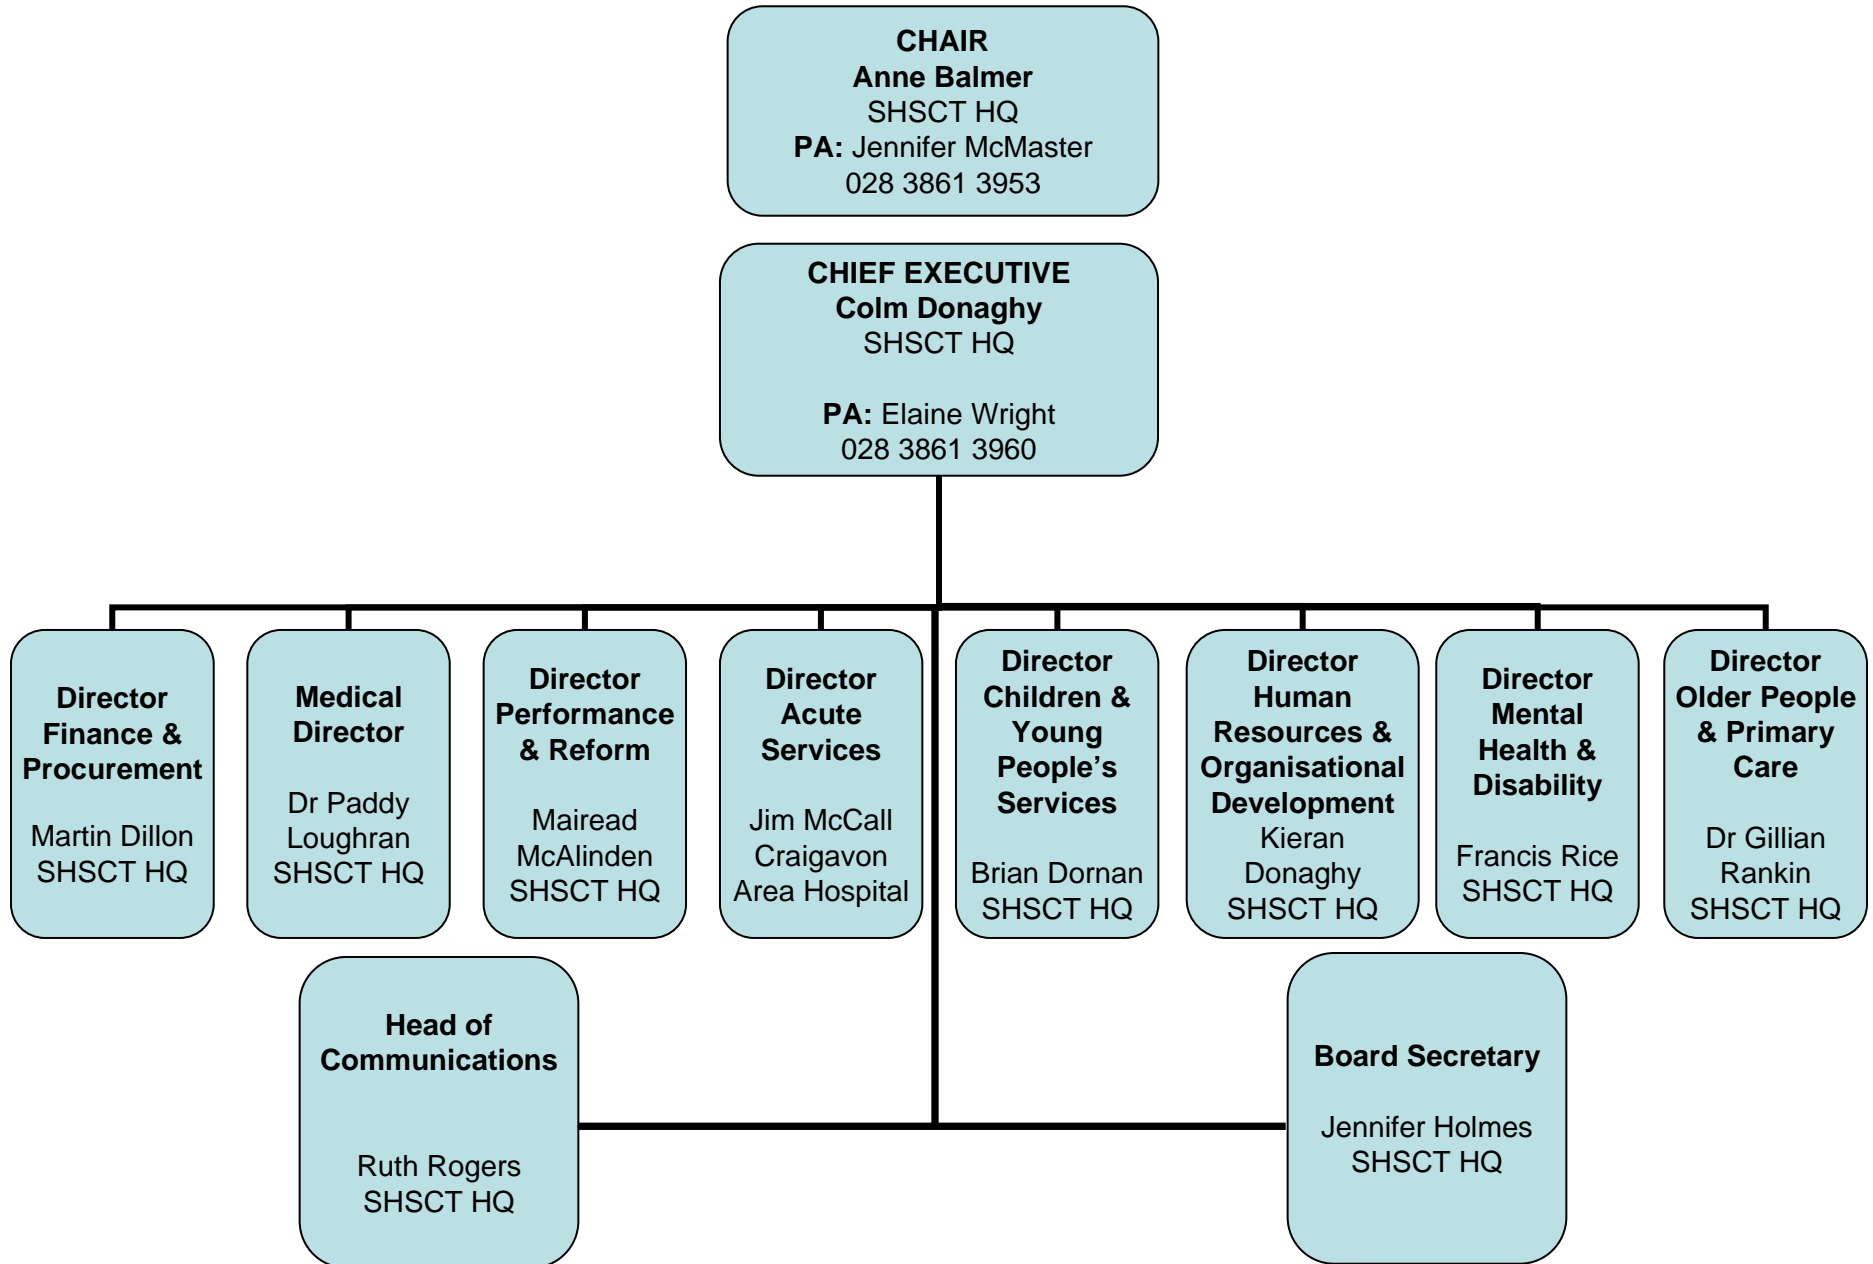 CHAIR
Anne Balmer
SHSCT HQ
PA: Jennifer McMaster
028 3861 3953
CHIEF EXECUTIVE
Colm Donaghy
SHSCT HQ
PA: Elaine Wright
028 3861 3960
Director
Finance &
Procurement
Martin Dillon
SHSCT HQ
Medical
Director
Dr Paddy
Loughran
SHSCT HQ
Director
Performance
& Reform
Mairead
McAlinden
SHSCT HQ
Director
Acute
Services
Jim McCall
Craigavon
Area Hospital
Director
Children &
Young
People’s
Services
Brian Dornan
SHSCT HQ
Director
Human
Resources &
Organisational
Development
Kieran
Donaghy
SHSCT HQ
Director
Mental
Health &
Disability
Francis Rice
SHSCT HQ
Director
Older People
& Primary
Care
Dr Gillian
Rankin
SHSCT HQ
Head of
Communications
Ruth Rogers
SHSCT HQ
Board Secretary
Jennifer Holmes
SHSCT HQ